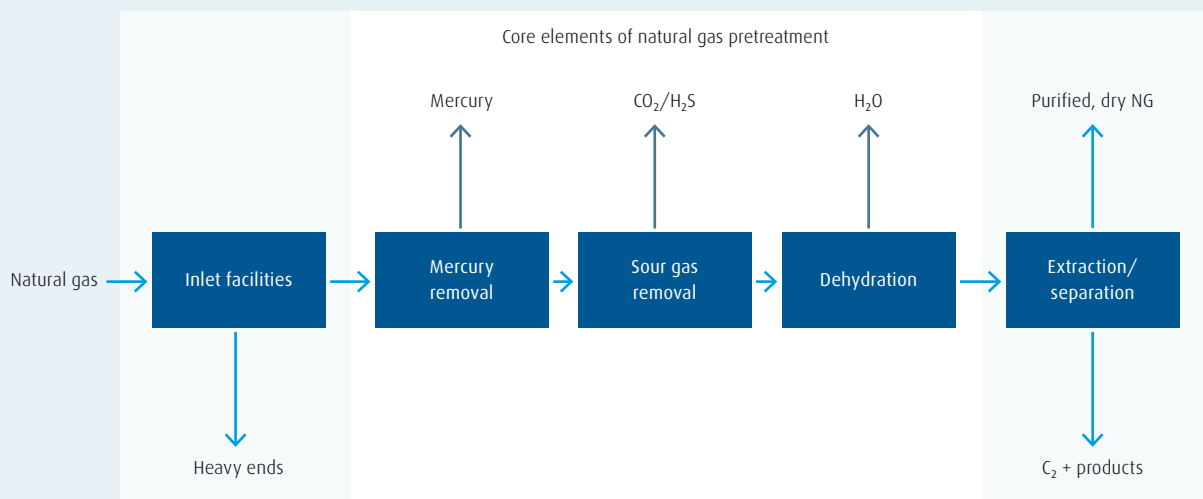 Core elements of natural gas pretreatment
Mercury
CO₂/H₂S
H₂O
Purified, dry NG
Natural gas
Inlet facilities
Mercury
removal
Sour gas
removal
Dehydration
Extraction/
separation
Heavy ends
C₂ + products